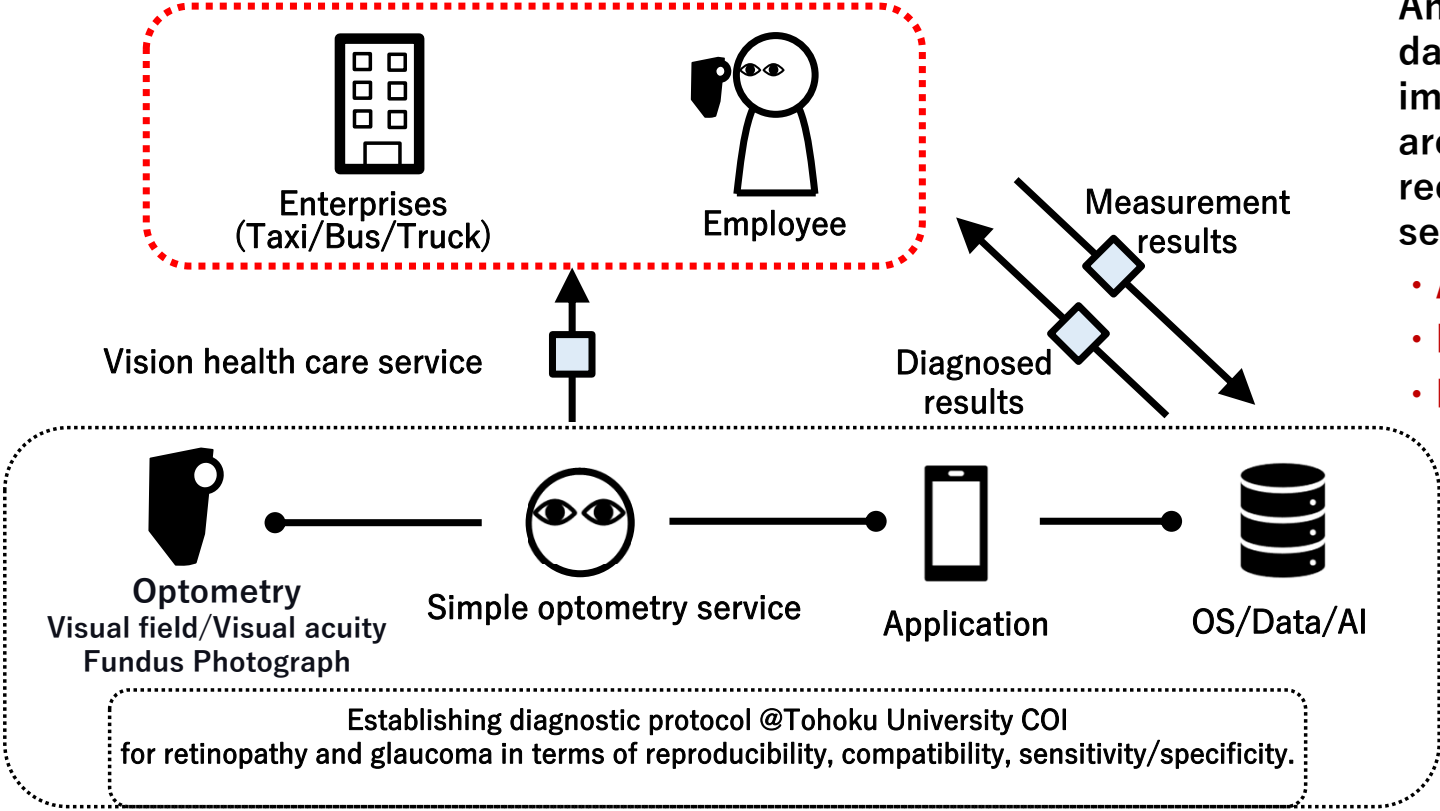 Enterprises
(Taxi/Bus/Truck)
Employee
Measurement
results
Vision health care service
Diagnosed
results
Optometry
Visual field/Visual acuity
Fundus Photograph
Simple optometry service
Application
OS/Data/AI
Establishing diagnostic protocol @Tohoku University COI
for retinopathy and glaucoma in terms of reproducibility, compatibility, sensitivity/specificity.